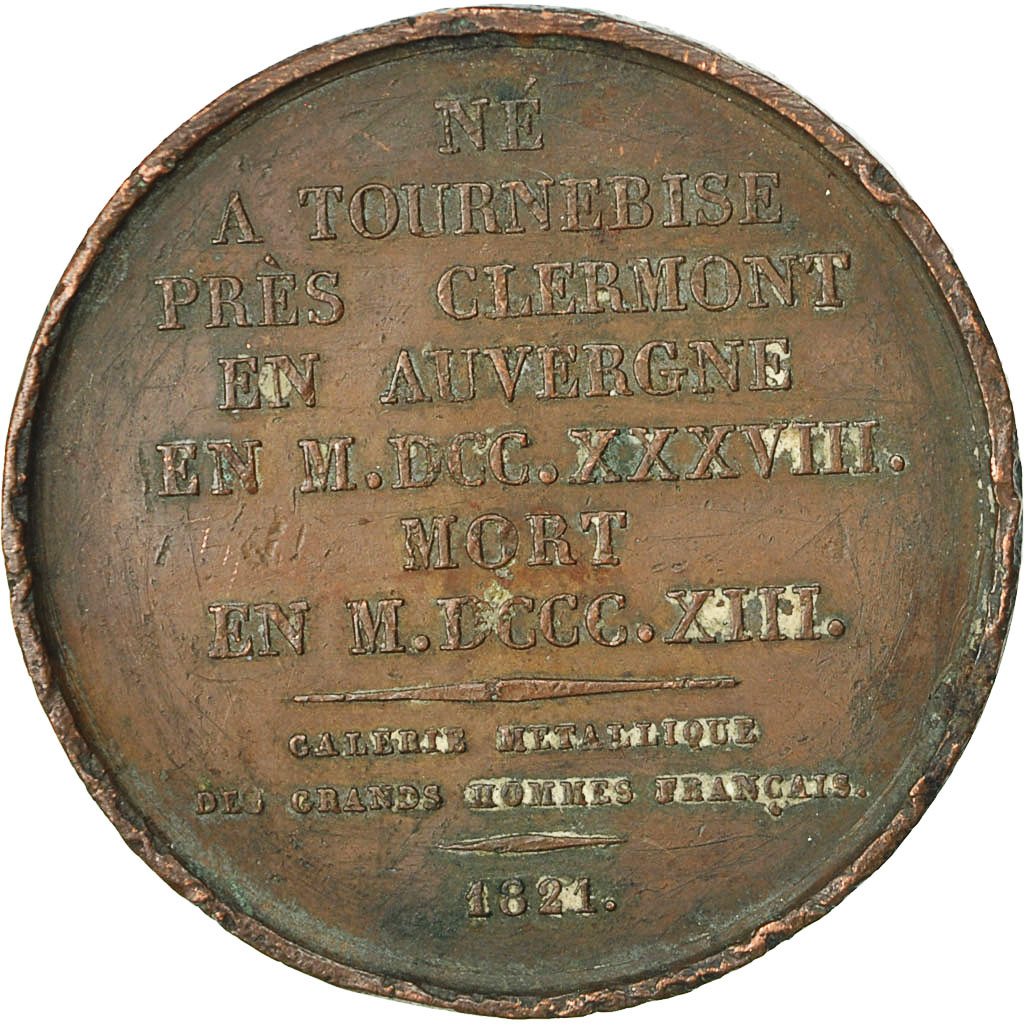 NÉ
A TOURNEBISE
PRÈS CLERMONT
EN AUVERGNE
EN M.DCC.XXXVIII.
MORT
EN M.DCCC.XIII.
GALERIE METALLIQUE
DES GRANDS HOMMES FRANÇAIS.
1821.